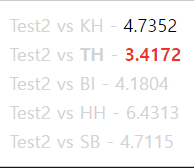 Test2 vs KH - 4.7352
Test2 vs TH - 3.4172
Test2 vs BI - 4.1804
Test2 vs HH - 6.4313
Test2 vs SB - 4.7115